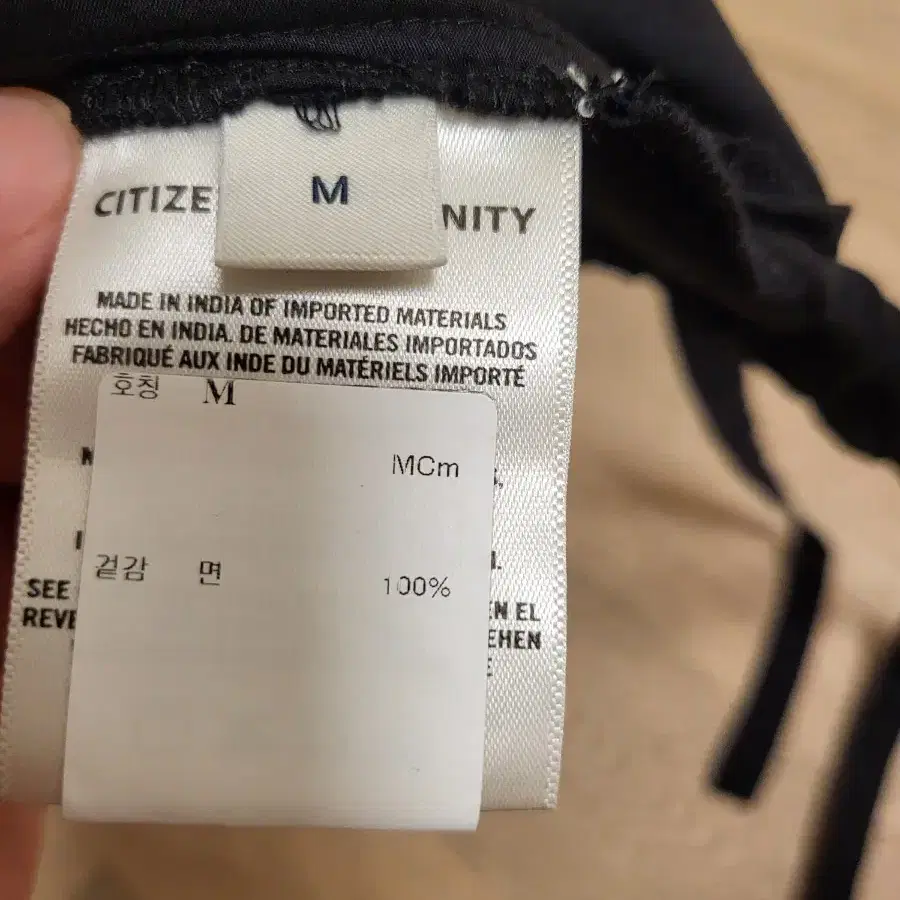 M
CITIZE NITY
MADE IN INDIA OF IMPORTED MATERIALS
HECHO EN INDIA. DE MATERIALES IMPORTADOS
FABRIQUÉ AUX INDE DU MATÉRIELS IMPORTÉ
호칭 M
MCm
겉감 면 100%
SEE EN EL
REVE EHEN